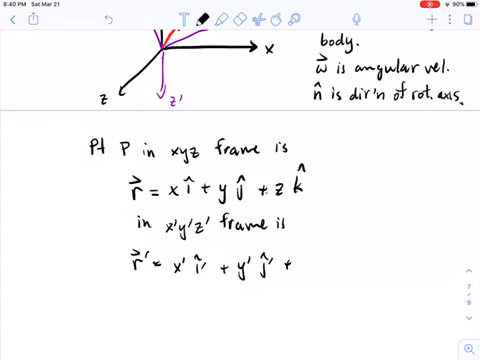 8:40 PM Sat Mar 21
90%
x
z
z'
body.
ω⃗ is angular vel.
n̂ is dir'n of rot. axis.
Pt P in xyz frame is
r⃗ = x î + y ĵ + z k̂
in x'y'z' frame is
r⃗' = x' î' + y' ĵ' +
7
9